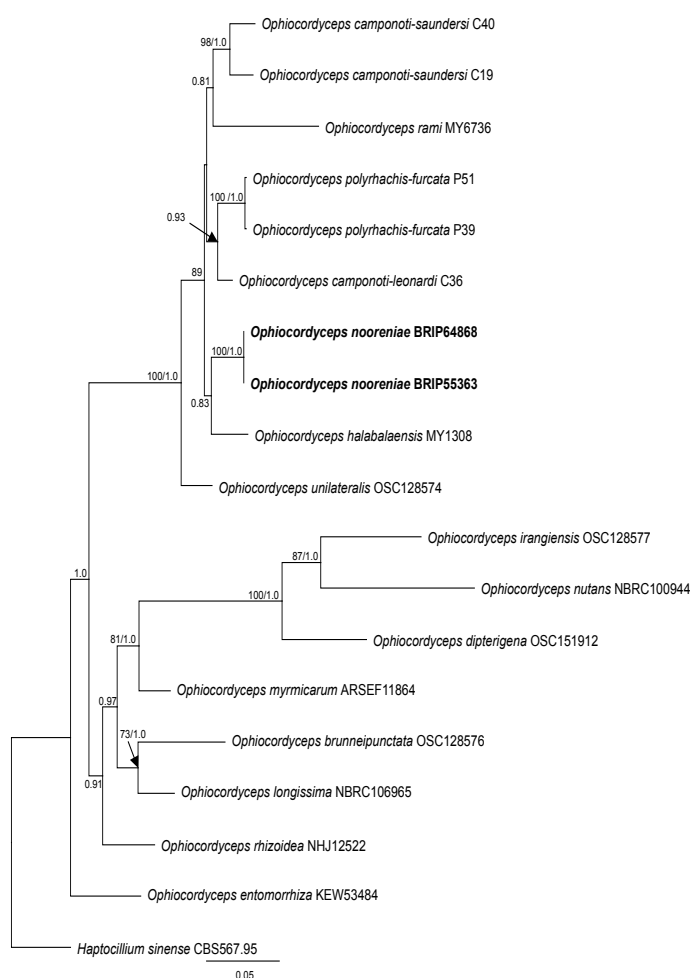 Ophiocordyceps camponoti-saundersi C40
98/1.0
Ophiocordyceps camponoti-saundersi C19
0.81
Ophiocordyceps rami MY6736
Ophiocordyceps polyrhachis-furcata P51
100 /1.0
0.93
Ophiocordyceps polyrhachis-furcata P39
89
Ophiocordyceps camponoti-leonardi C36
Ophiocordyceps nooreniae BRIP64868
100/1.0
100/1.0
Ophiocordyceps nooreniae BRIP55363
0.83
Ophiocordyceps halabalaensis MY1308
Ophiocordyceps unilateralis OSC128574
Ophiocordyceps irangiensis OSC128577
87/1.0
1.0
Ophiocordyceps nutans NBRC100944
100/1.0
81/1.0
Ophiocordyceps dipterigena OSC151912
Ophiocordyceps myrmicarum ARSEF11864
0.97
73/1.0
Ophiocordyceps brunneipunctata OSC128576
0.91
Ophiocordyceps longissima NBRC106965
Ophiocordyceps rhizoidea NHJ12522
Ophiocordyceps entomorrhiza KEW53484
Haptocillium sinense CBS567.95
0.05